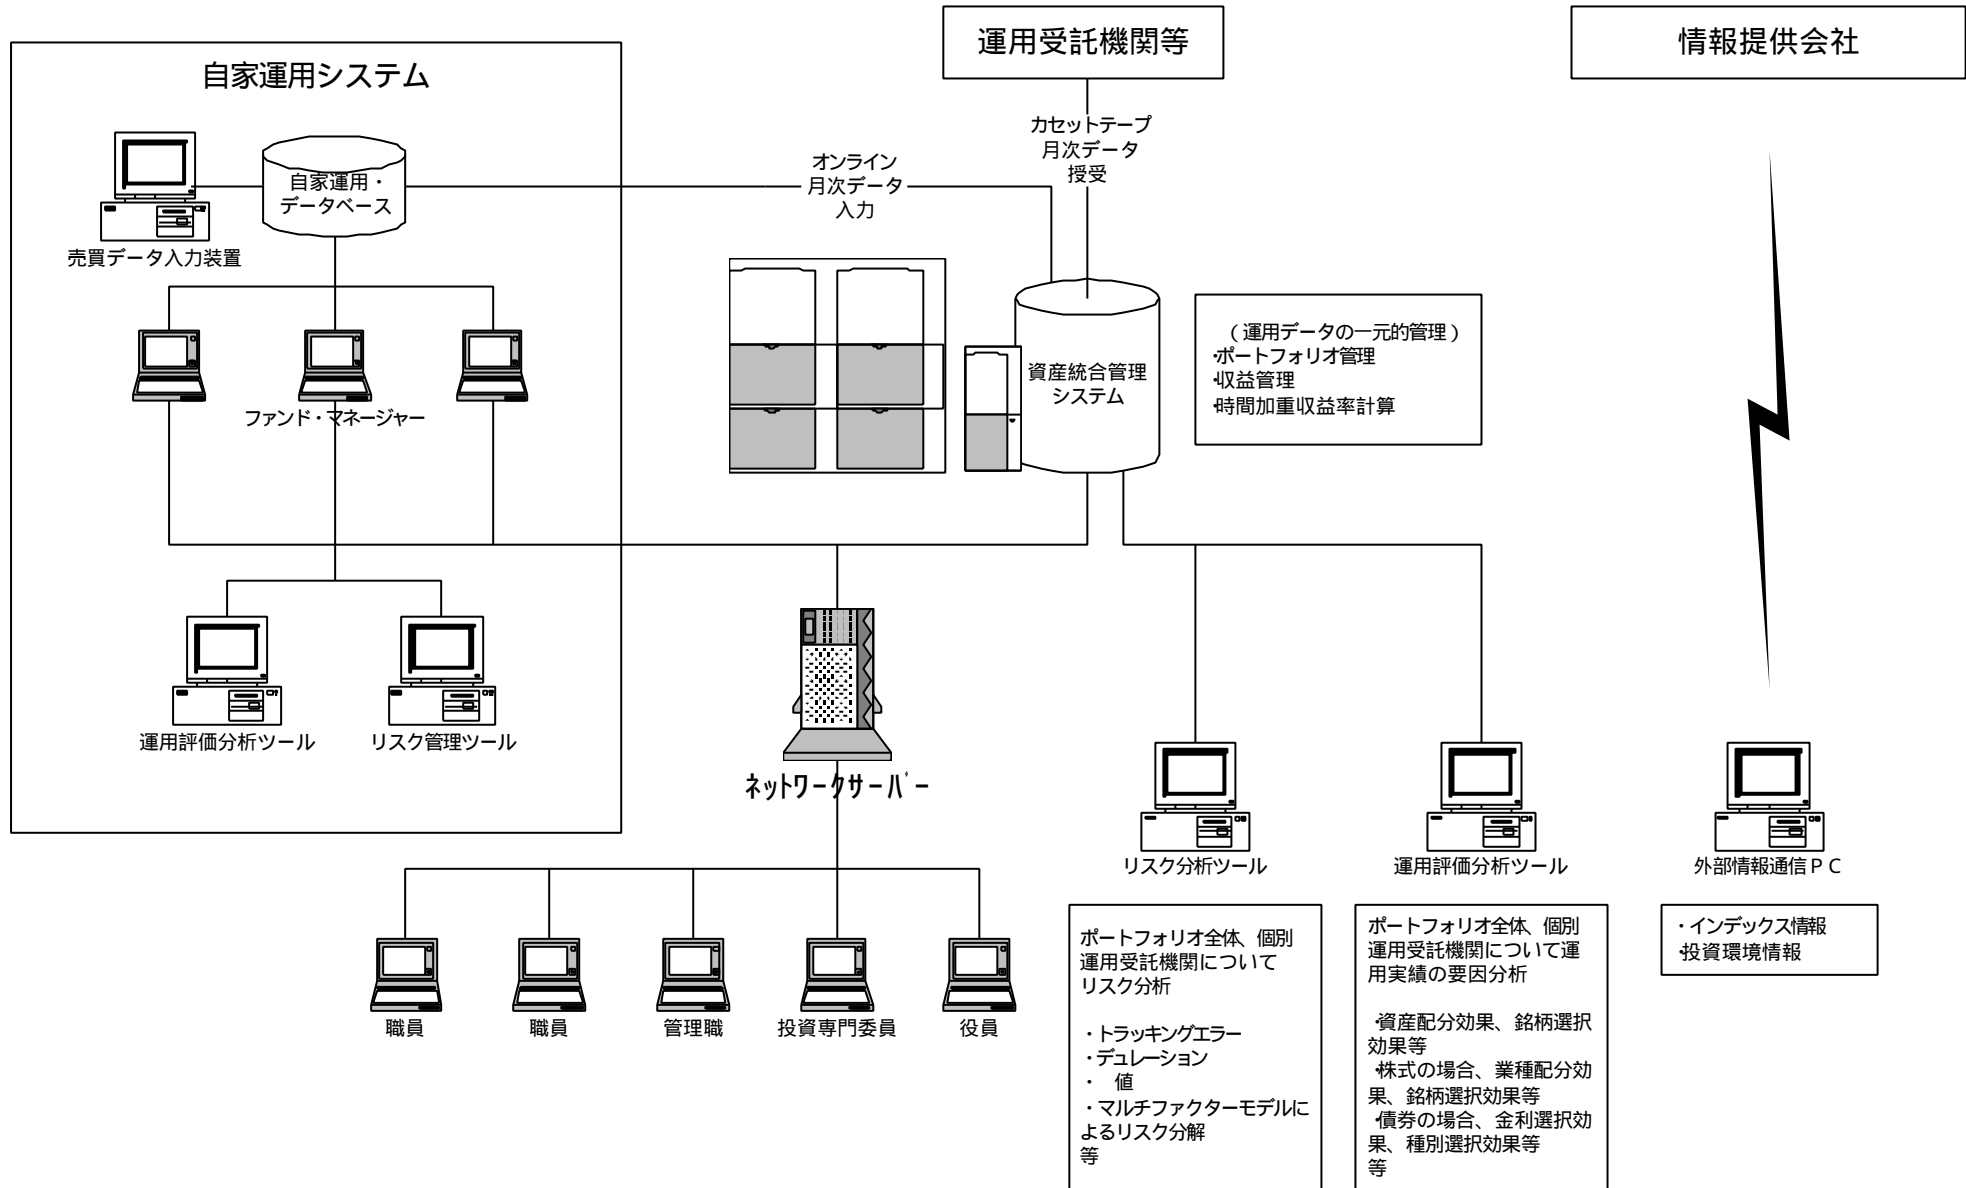 運用受託機関等
情報提供会社
自家運用システム
カセットテープ
月次データ
授受
オンライン
月次データ
入力
自家運用・
データベース
売買データ入力装置
ファンド・マネージャー
資産統合管理
システム
（運用データの一元的管理）
・ポートフォリオ管理
・収益管理
・時間加重収益率計算
運用評価分析ツール
リスク管理ツール
ネットワークサーバー
リスク分析ツール
運用評価分析ツール
外部情報通信ＰＣ
職員
職員
管理職
投資専門委員
役員
ポートフォリオ全体、個別
運用受託機関について
リスク分析
・トラッキングエラー
・デュレーション
・　値
・マルチファクターモデルに
よるリスク分解
等
ポートフォリオ全体、個別
運用受託機関について運
用実績の要因分析
・資産配分効果、銘柄選択
効果等
・株式の場合、業種配分効
果、銘柄選択効果等
・債券の場合、金利選択効
果、種別選択効果等
等
・インデックス情報
・投資環境情報